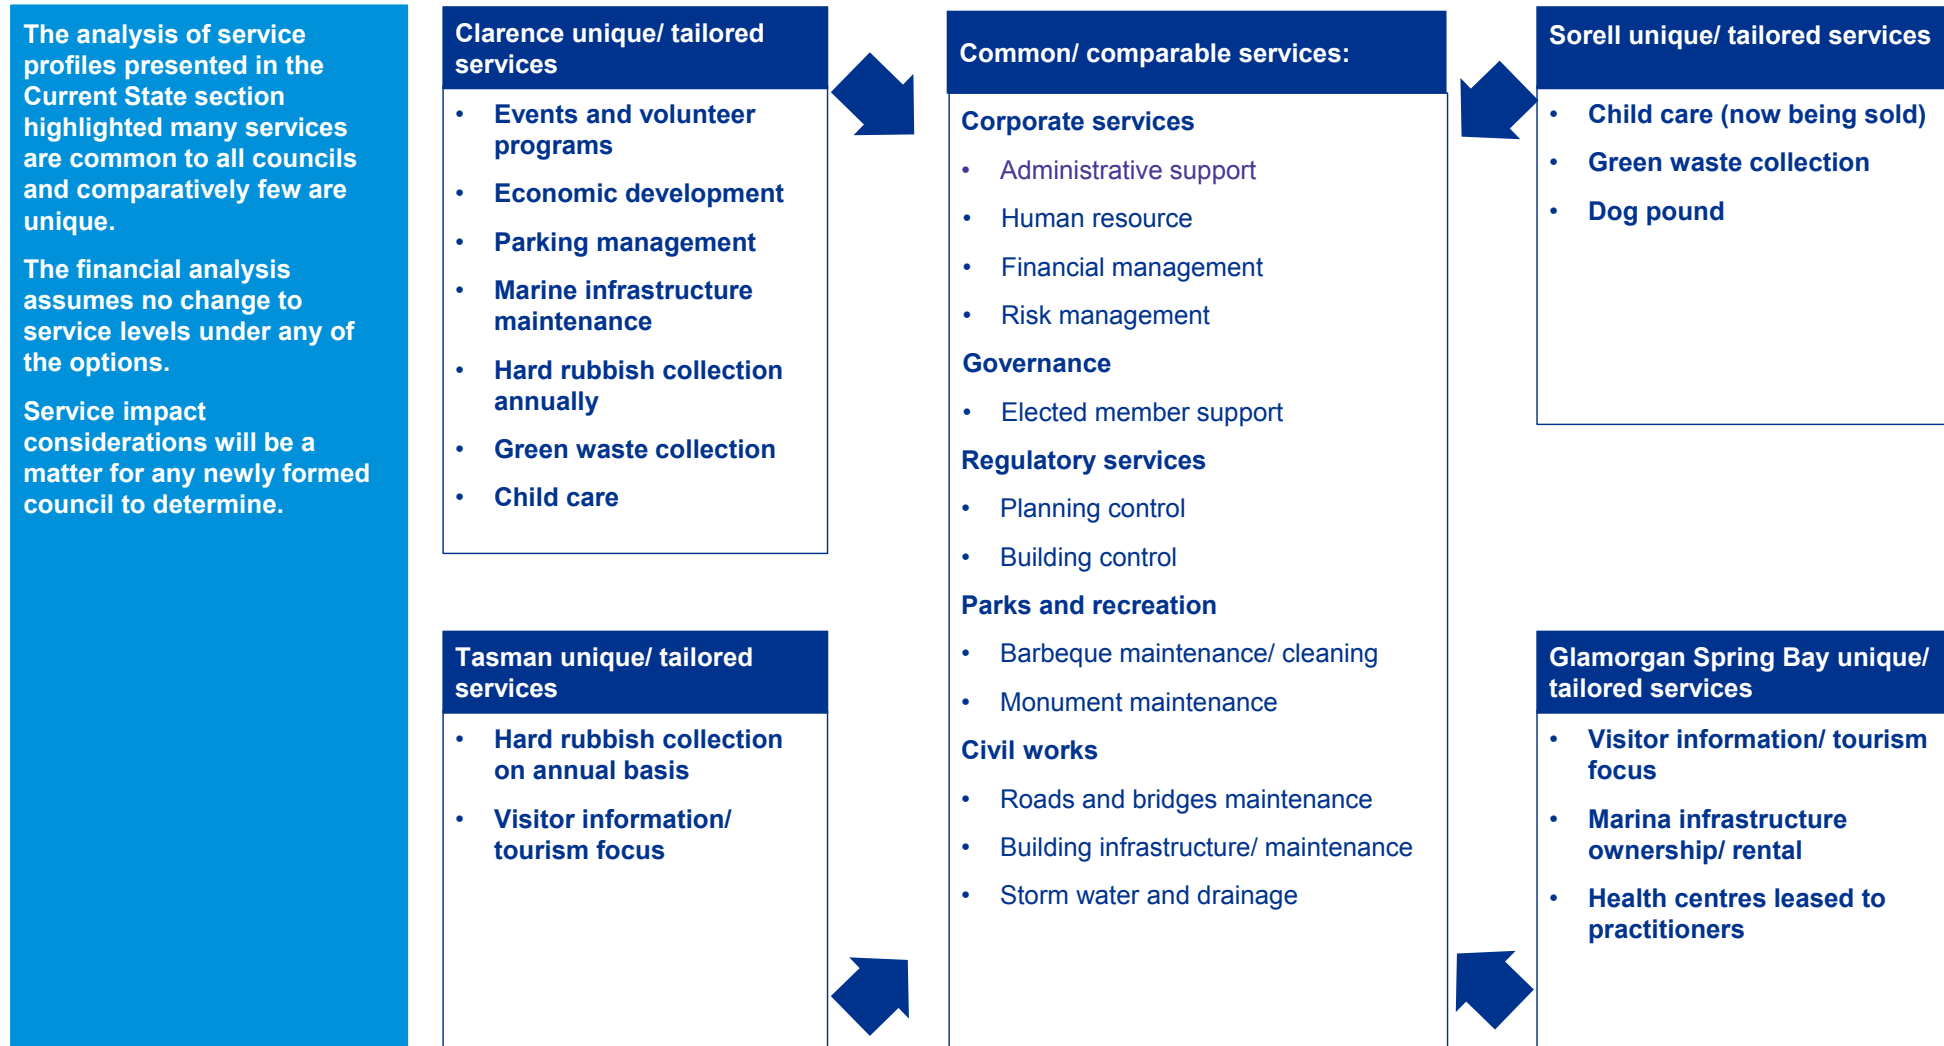 The analysis of service
profiles presented in the
Current State section
highlighted many services
are common to all councils
and comparatively few are
unique.
The financial analysis
assumes no change to
service levels under any of
the options.
Service impact
considerations will be a
matter for any newly formed
council to determine.
Clarence unique/ tailored
services
• Events and volunteer
programs
• Economic development
• Parking management
• Marine infrastructure
maintenance
• Hard rubbish collection
annually
• Green waste collection
• Child care
Tasman unique/ tailored
services
• Hard rubbish collection
on annual basis
• Visitor information/
tourism focus
Common/ comparable services:
Corporate services
• Administrative support
• Human resource
• Financial management
• Risk management
Governance
• Elected member support
Regulatory services
• Planning control
• Building control
Parks and recreation
• Barbeque maintenance/ cleaning
• Monument maintenance
Civil works
• Roads and bridges maintenance
• Building infrastructure/ maintenance
• Storm water and drainage
Sorell unique/ tailored services
• Child care (now being sold)
• Green waste collection
• Dog pound
Glamorgan Spring Bay unique/
tailored services
• Visitor information/ tourism
focus
• Marina infrastructure
ownership/ rental
• Health centres leased to
practitioners